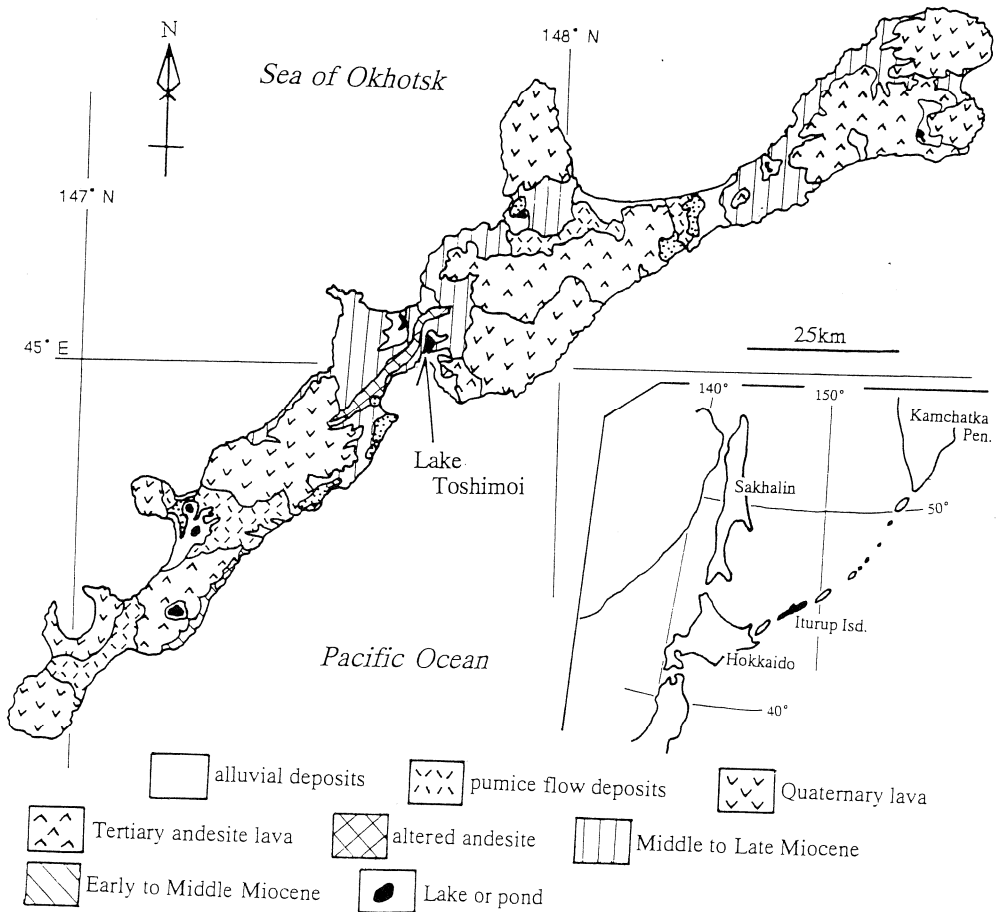 N
148° N
Sea of Okhotsk
147° N
45° E
25km
Lake
Toshimoi
140°
150°
Kamchatka
Pen.
Sakhalin
50°
Iturup Isd.
Hokkaido
40°
Pacific Ocean
alluvial deposits
pumice flow deposits
Quaternary lava
Tertiary andesite lava
altered andesite
Middle to Late Miocene
Early to Middle Miocene
Lake or pond